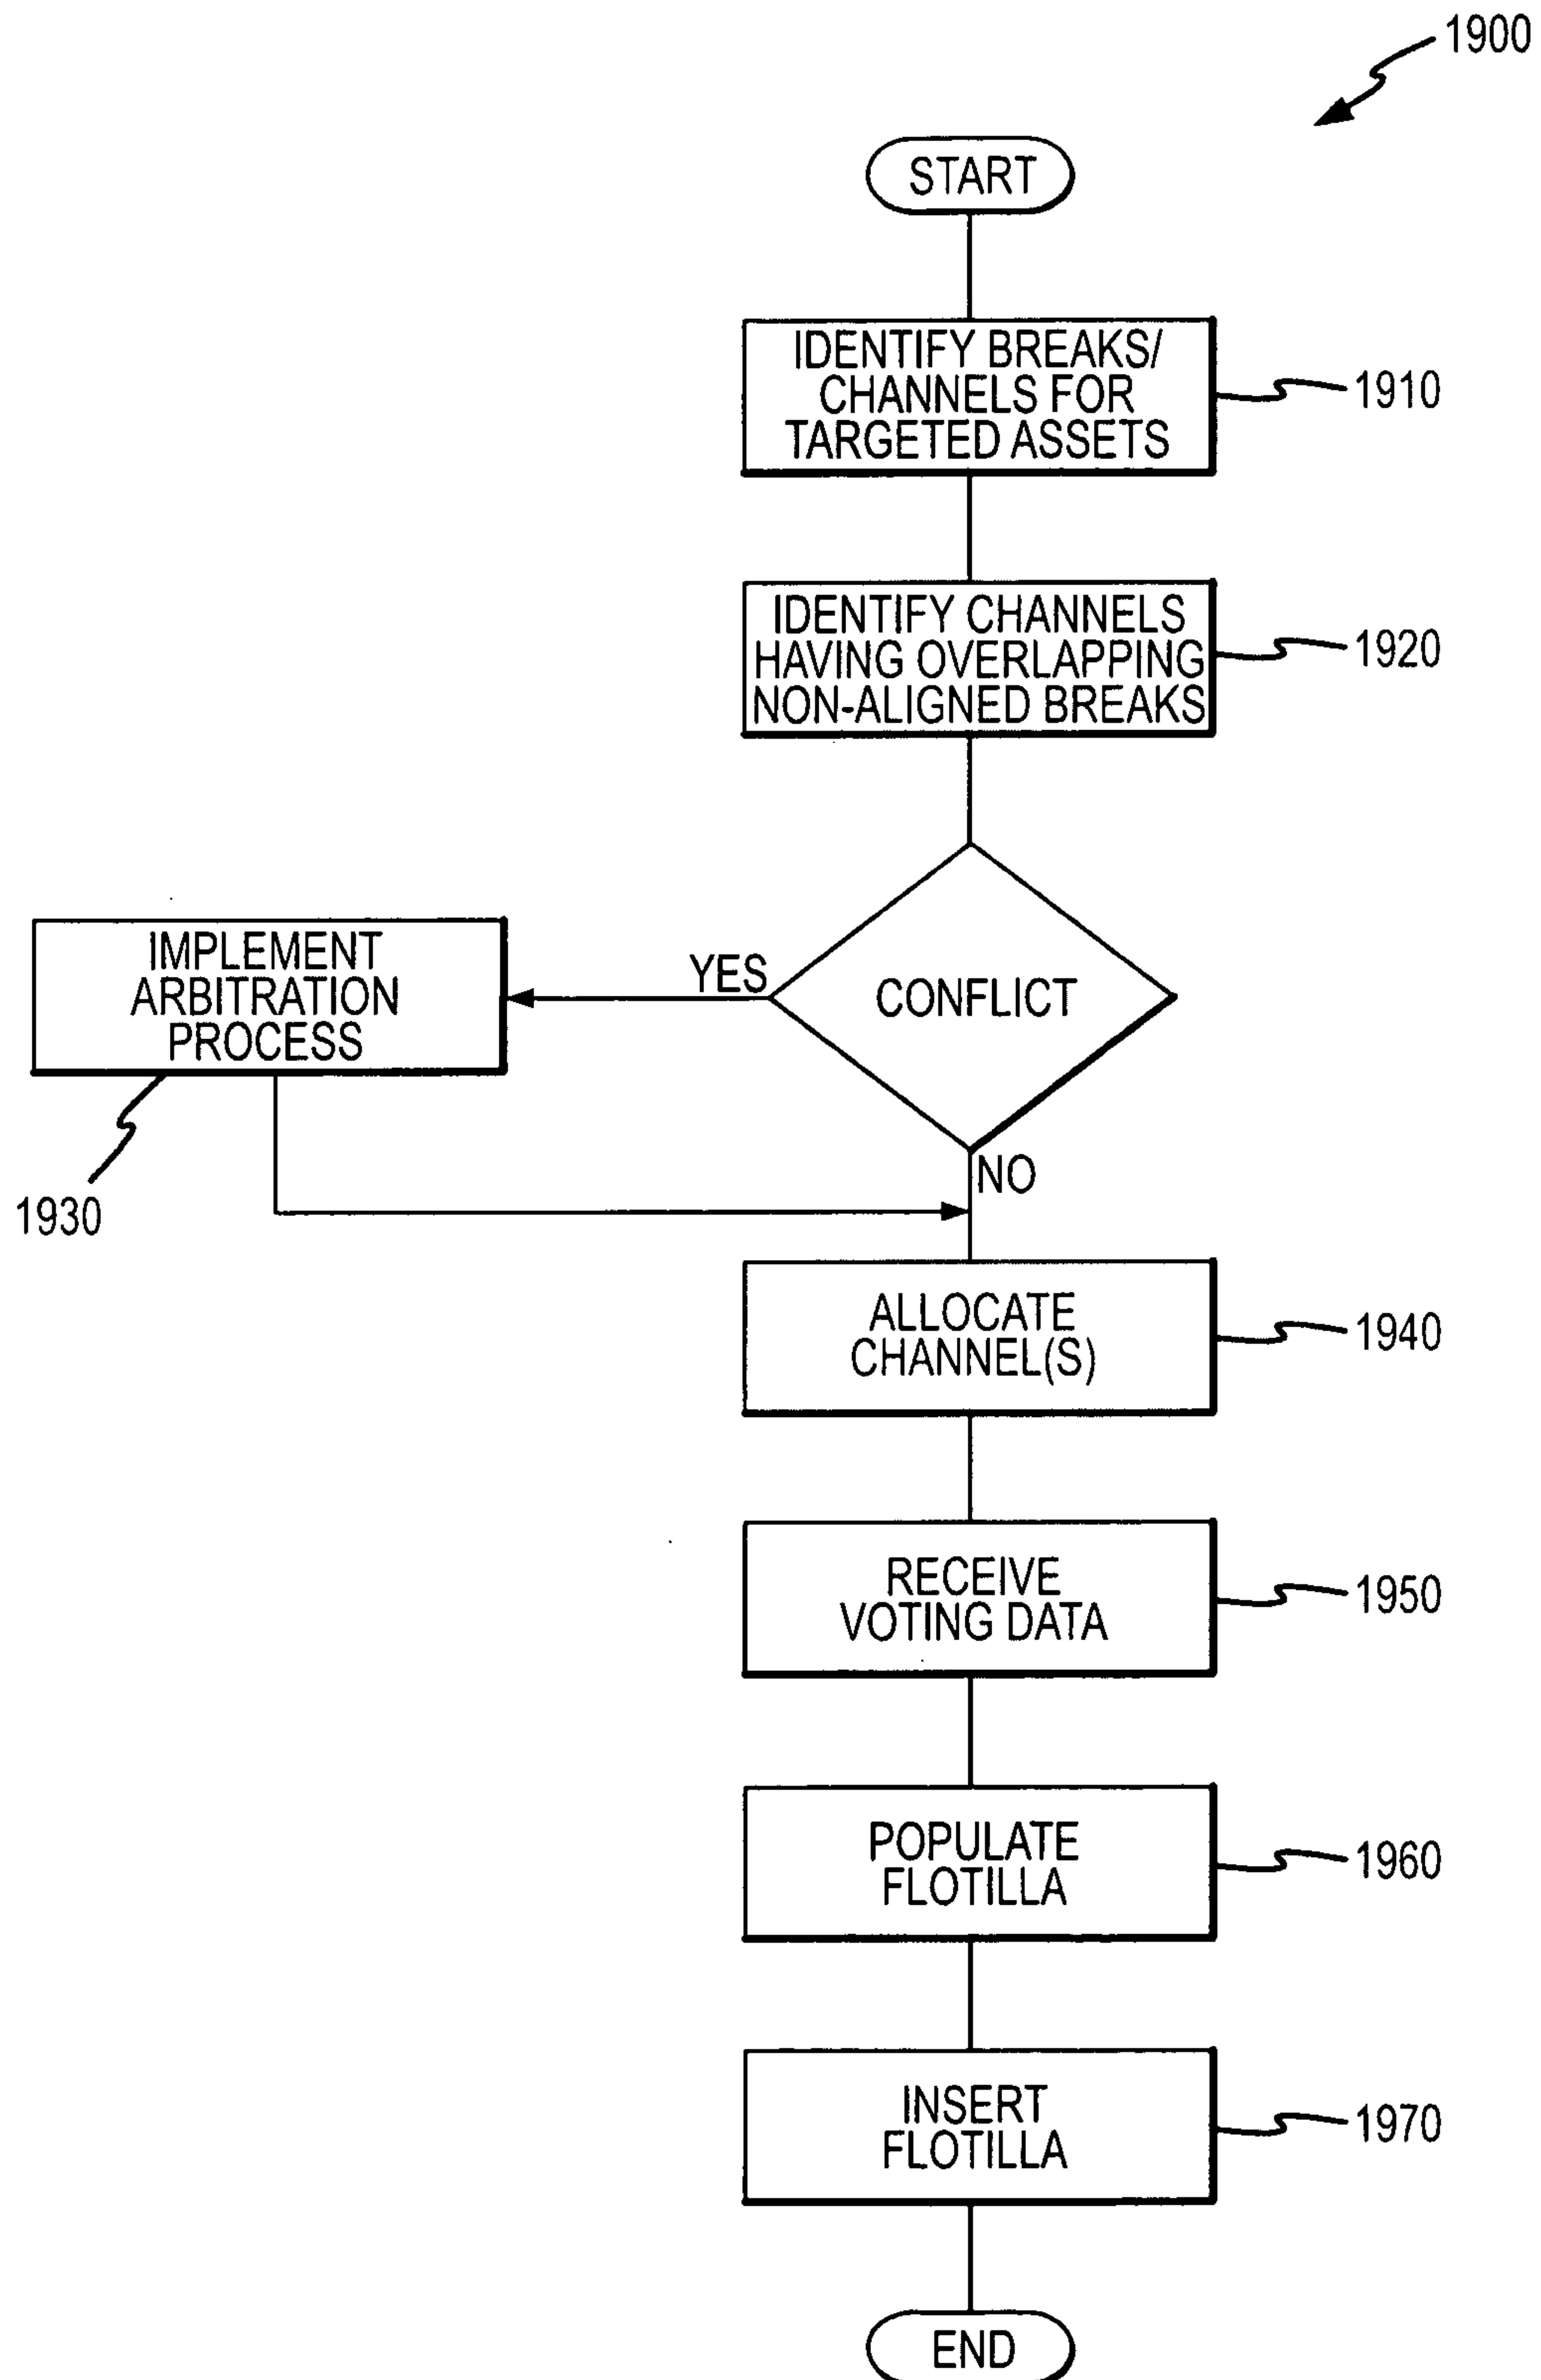 1900
START
IDENTIFY BREAKS/
CHANNELS FOR
TARGETED ASSETS
1910
IDENTIFY CHANNELS
HAVING OVERLAPPING
NON-ALIGNED BREAKS
1920
CONFLICT
YES
IMPLEMENT
ARBITRATION
PROCESS
1930
NO
ALLOCATE
CHANNEL(S)
1940
RECEIVE
VOTING DATA
1950
POPULATE
FLOTILLA
1960
INSERT
FLOTILLA
1970
END